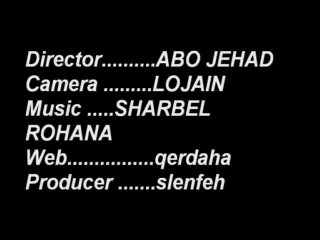 Director..........ABO JEHAD
Camera .........LOJAIN
Music .....SHARBEL
ROHANA
Web................qerdaha
Producer .......slenfeh